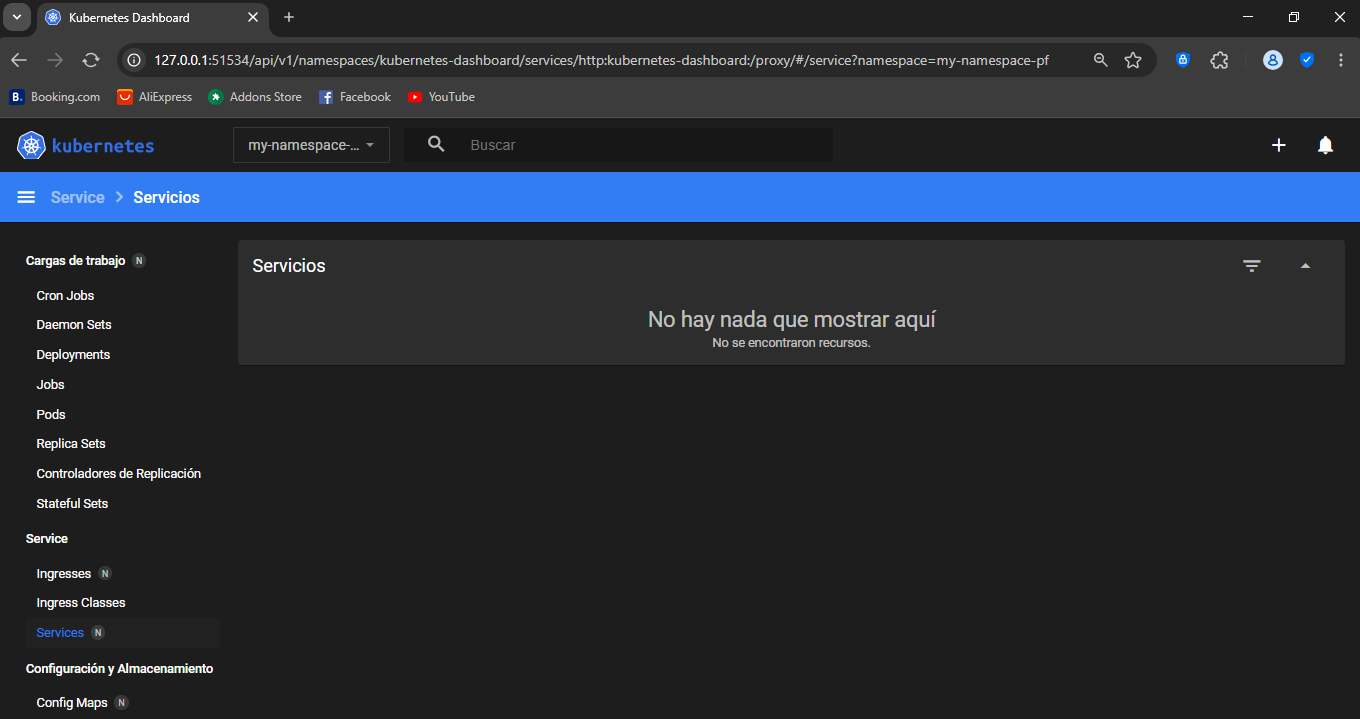 Kubernetes Dashboard
127.0.0.1:51534/api/v1/namespaces/kubernetes-dashboard/services/http:kubernetes-dashboard:/proxy/#/service?namespace=my-namespace-pf
B. Booking.com AliExpress Addons Store Facebook YouTube
kubernetes my-namespace-... Buscar
Service > Servicios
Cargas de trabajo N
Cron Jobs
Daemon Sets
Deployments
Jobs
Pods
Replica Sets
Controladores de Replicación
Stateful Sets
Service
Ingresses N
Ingress Classes
Services N
Configuración y Almacenamiento
Config Maps N
Servicios
No hay nada que mostrar aquí
No se encontraron recursos.